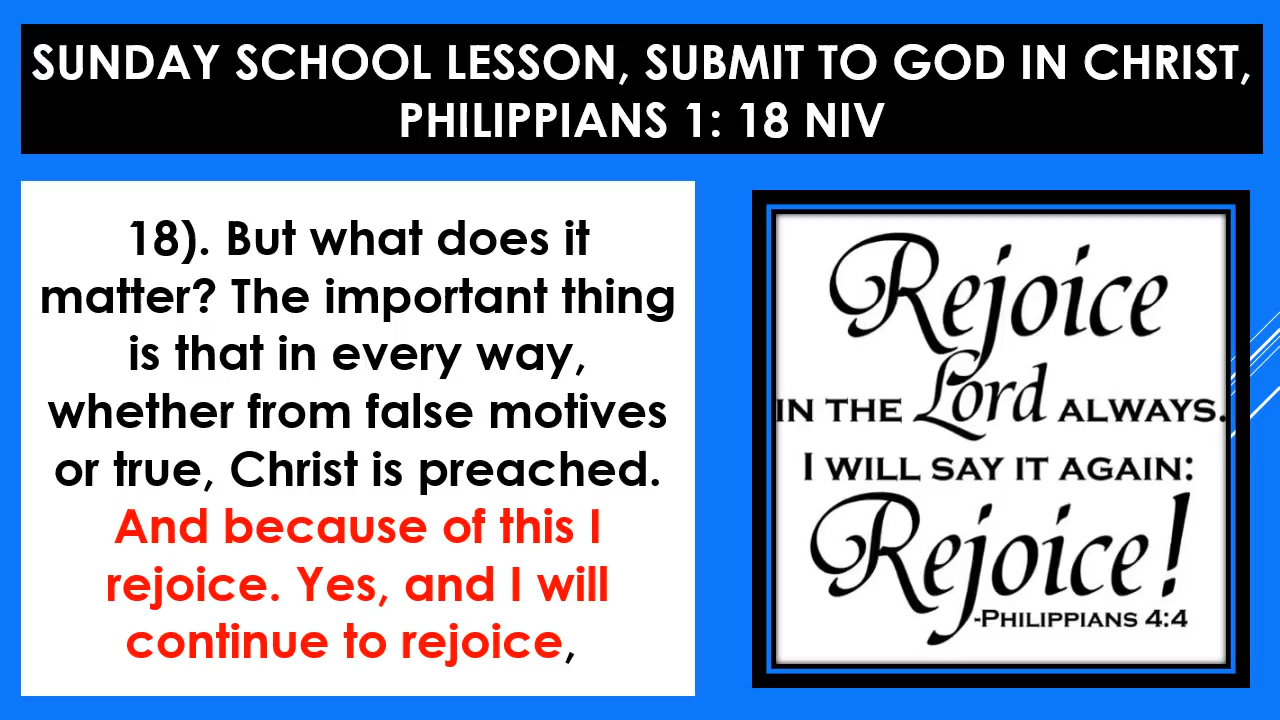 SUNDAY SCHOOL LESSON, SUBMIT TO GOD IN CHRIST,
PHILIPPIANS 1: 18 NIV
18). But what does it
matter? The important thing
is that in every way,
whether from false motives
or true, Christ is preached.
And because of this I
rejoice. Yes, and I will
continue to rejoice,
Rejoice
IN THE Lord ALWAYS.
I WILL SAY IT AGAIN:
Rejoice!
-PHILIPPIANS 4:4